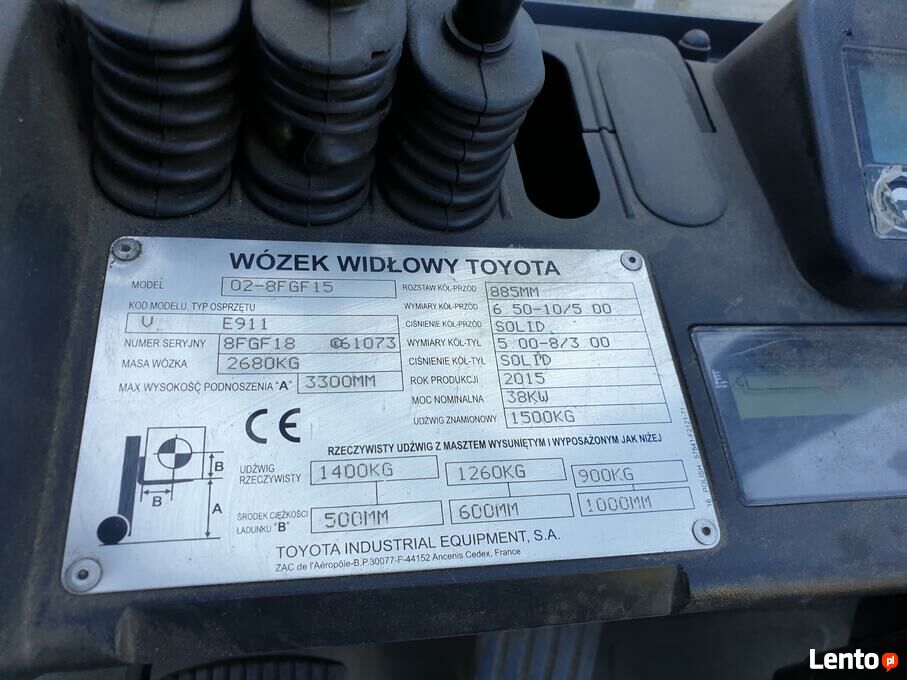 WÓZEK WIDŁOWY TOYOTA
MODEL 02-8FGF15
KOD MODELU, TYP OSPRZĘTU
V E911
NUMER SERYJNY 8FGF18 61073
MASA WÓZKA 2680KG
MAX WYSOKOŚĆ PODNOSZENIA "A" 3300MM
ROZSTAW KÓŁ-PRZÓD 885MM
WYMIARY KÓŁ-PRZÓD 6.50-10/5.00
CIŚNIENIE KÓŁ-PRZÓD SOLID
WYMIARY KÓŁ-TYŁ 5.00-8/3.00
CIŚNIENIE KÓŁ-TYŁ SOLID
ROK PRODUKCJI 2015
MOC NOMINALNA 38KW
UDŹWIG ZNAMIONOWY 1500KG
CE
RZECZYWISTY UDŹWIG Z MASZTEM WYSUNIĘTYM I WYPOSAŻONYM JAK NIŻEJ
B
B
A
UDŹWIG RZECZYWISTY 1400KG 1260KG 900KG
ŚRODEK CIĘŻKOŚCI ŁADUNKU "B" 500MM 600MM 1000MM
TOYOTA INDUSTRIAL EQUIPMENT, S.A.
ZAC de l'Aéropôle-B.P.30077-F-44152 Ancenis Cedex, France
16 POLISH
Lento.pl